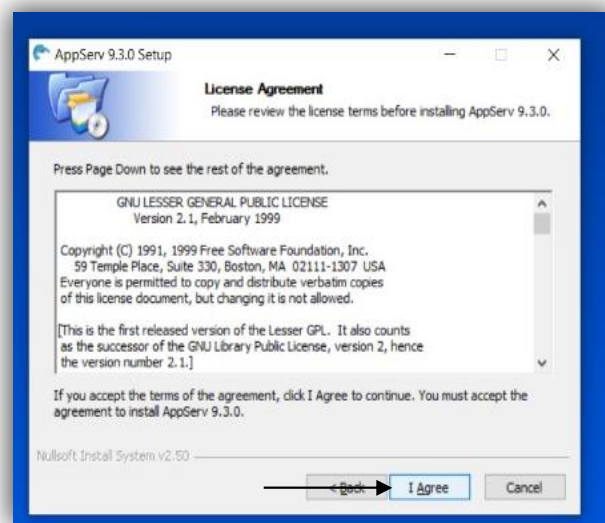 AppServ 9.3.0 Setup
License Agreement
Please review the license terms before installing AppServ 9.3.0.
Press Page Down to see the rest of the agreement.
GNU LESSER GENERAL PUBLIC LICENSE
Version 2.1, February 1999
Copyright (C) 1991, 1999 Free Software Foundation, Inc.
59 Temple Place, Suite 330, Boston, MA 02111-1307 USA
Everyone is permitted to copy and distribute verbatim copies
of this license document, but changing it is not allowed.
[This is the first released version of the Lesser GPL. It also counts
as the successor of the GNU Library Public License, version 2, hence
the version number 2.1.]
If you accept the terms of the agreement, click I Agree to continue. You must accept the
agreement to install AppServ 9.3.0.
Nullsoft Install System v2.50
< Back I Agree Cancel